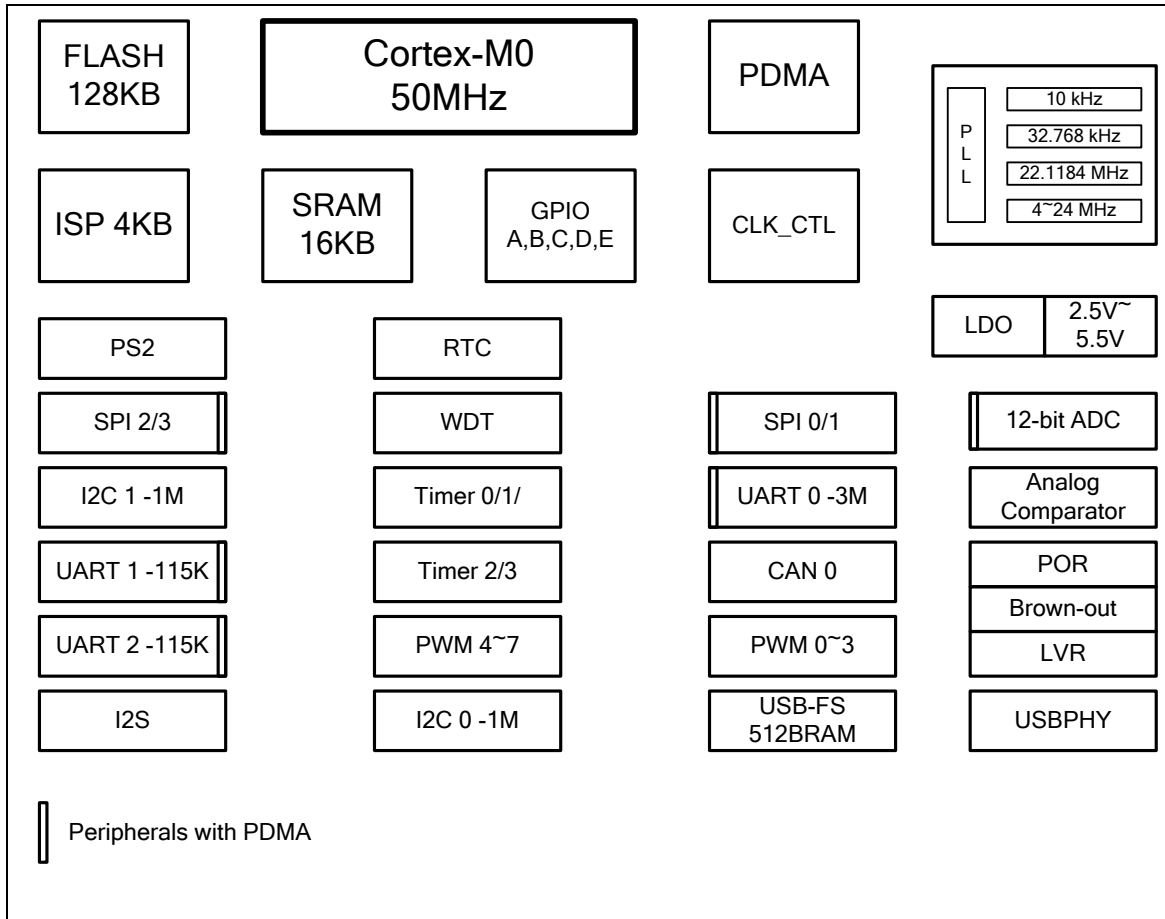 FLASH
128KB
Cortex-M0
50MHz
PDMA
P
L
L
10 kHz
32.768 kHz
22.1184 MHz
4~24 MHz
ISP 4KB
SRAM
16KB
GPIO
A,B,C,D,E
CLK_CTL
LDO
2.5V~
5.5V
PS2
RTC
SPI 2/3
WDT
SPI 0/1
12-bit ADC
I2C 1 -1M
Timer 0/1/
UART 0 -3M
Analog
Comparator
UART 1 -115K
Timer 2/3
CAN 0
POR
Brown-out
UART 2 -115K
PWM 4~7
PWM 0~3
LVR
I2S
I2C 0 -1M
USB-FS
512BRAM
USBPHY
Peripherals with PDMA